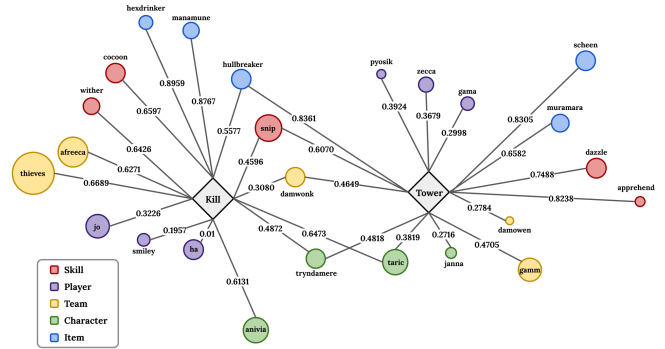 hexdrinker
manamune
scheen
cocoon
hullbreaker
pyosik
zecca
gama
wither
0.8959
0.8767
0.6597
0.5577
0.8361
0.3924
0.3679
0.2998
0.8305
muramara
snip
0.6070
0.6582
dazzle
afreeca
0.6426
0.4596
thieves
0.6271
0.6689
0.3080
damwonk
0.4649
0.7488
apprehend
Kill
Tower
0.8238
0.3226
0.2784
jo
0.1957
0.01
0.4872
0.6473
0.4818
0.3819
0.2716
0.4705
damowen
smiley
ha
tryndamere
taric
janna
gamm
0.6131
anivia
Skill
Player
Team
Character
Item